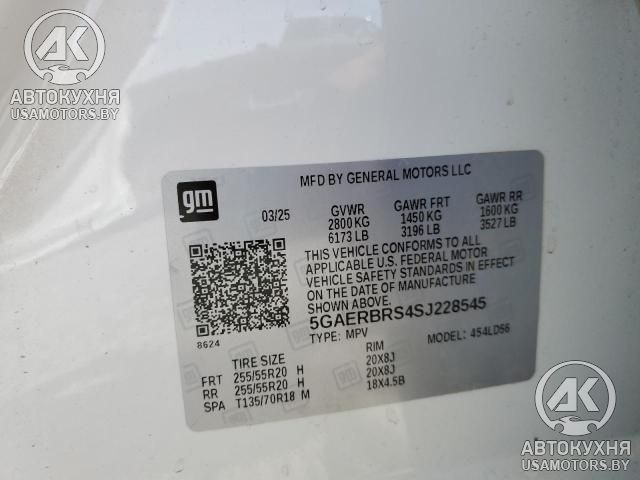 АК
АВТОКУХНЯ
USAMOTORS.BY
gm
MFD BY GENERAL MOTORS LLC
03/25
GVWR GAWR FRT GAWR RR
2800 KG 1450 KG 1600 KG
6173 LB 3196 LB 3527 LB
THIS VEHICLE CONFORMS TO ALL
APPLICABLE U.S. FEDERAL MOTOR
VEHICLE SAFETY STANDARDS IN EFFECT
ON THE DATE OF MANUFACTURE
SHOWN ABOVE.
5GAERBRS4SJ228545
8624
TYPE: MPV MODEL: 4S4LD56
TIRE SIZE RIM
FRT 255/55R20 H 20X8J
RR 255/55R20 H 20X8J
SPA T135/70R18 M 18X4.5B
АК
АВТОКУХНЯ
USAMOTORS.BY